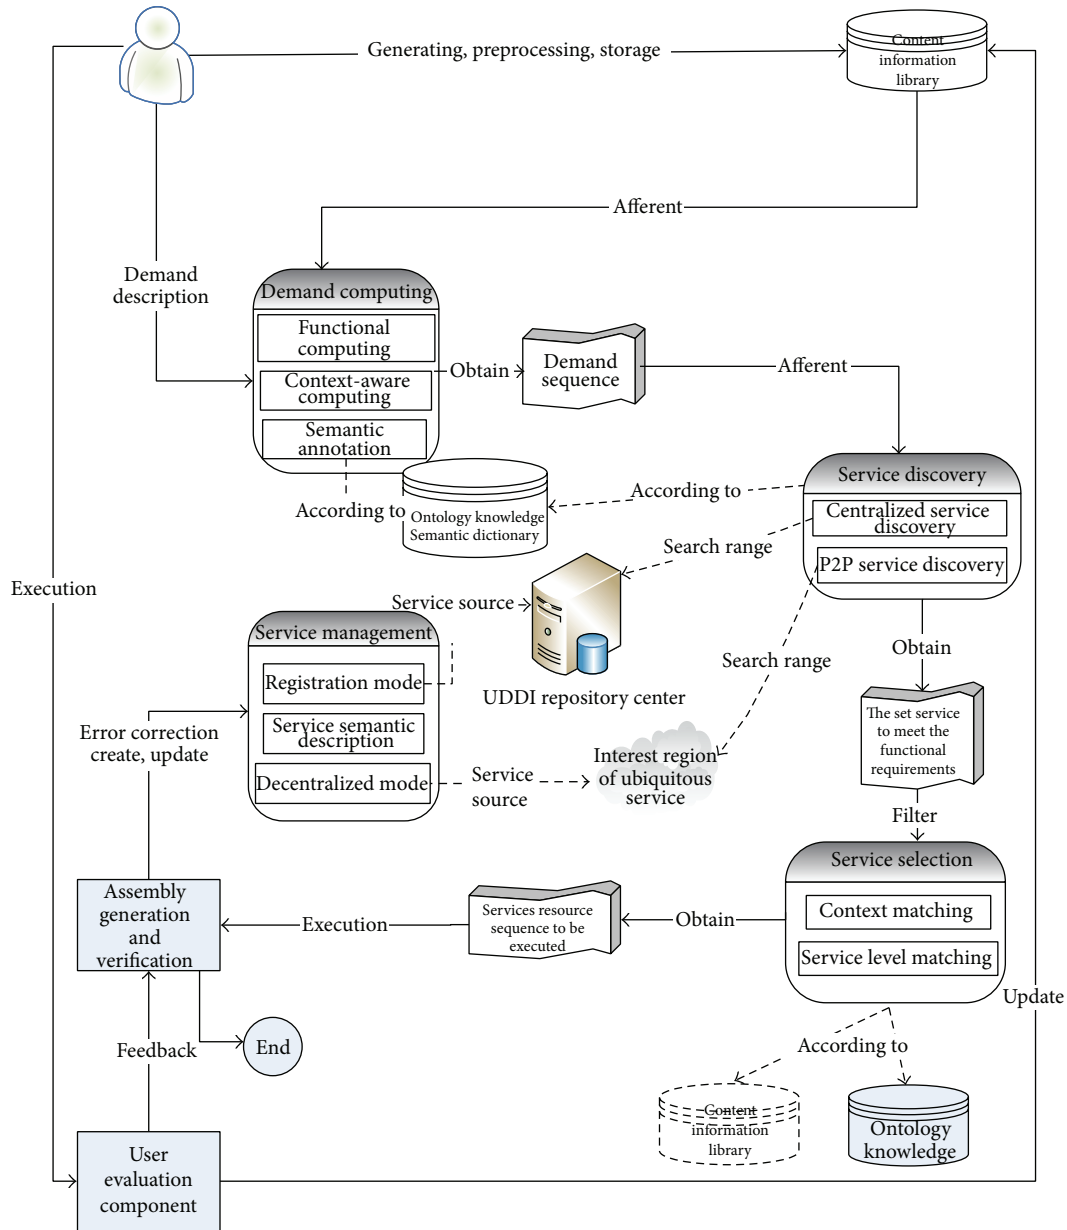 Generating, preprocessing, storage
Content
information
library
Afferent
Demand
description
Demand computing
Functional
computing
Context-aware
computing
Semantic
annotation
Obtain
Demand
sequence
Afferent
Service discovery
Centralized service
discovery
P2P service discovery
According to
According to
Ontology knowledge
Semantic dictionary
Search range
Execution
Service source
Service management
Registration mode
Service semantic
description
Decentralized mode
UDDI repository center
Search range
Obtain
Error correction
create, update
The set service
to meet the
functional
requirements
Service
source
Interest region
of ubiquitous
service
Filter
Service selection
Context matching
Service level matching
Assembly
generation
and
verification
Execution
Services resource
sequence to be
executed
Obtain
Update
Feedback
End
According to
Content
information
library
Ontology
knowledge
User
evaluation
component